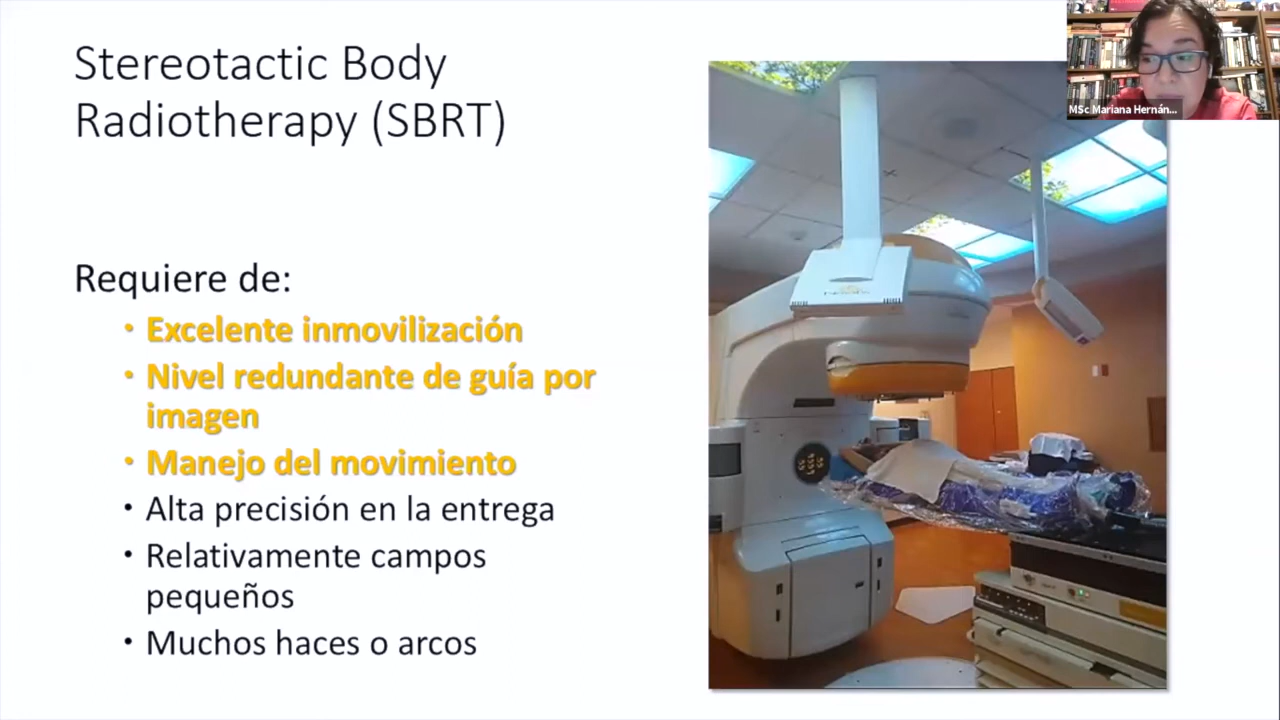 Stereotactic Body
Radiotherapy (SBRT)
MSc Mariana Hernán...
Requiere de:
• Excelente inmovilización
• Nivel redundante de guía por
imagen
• Manejo del movimiento
• Alta precisión en la entrega
• Relativamente campos
pequeños
• Muchos haces o arcos